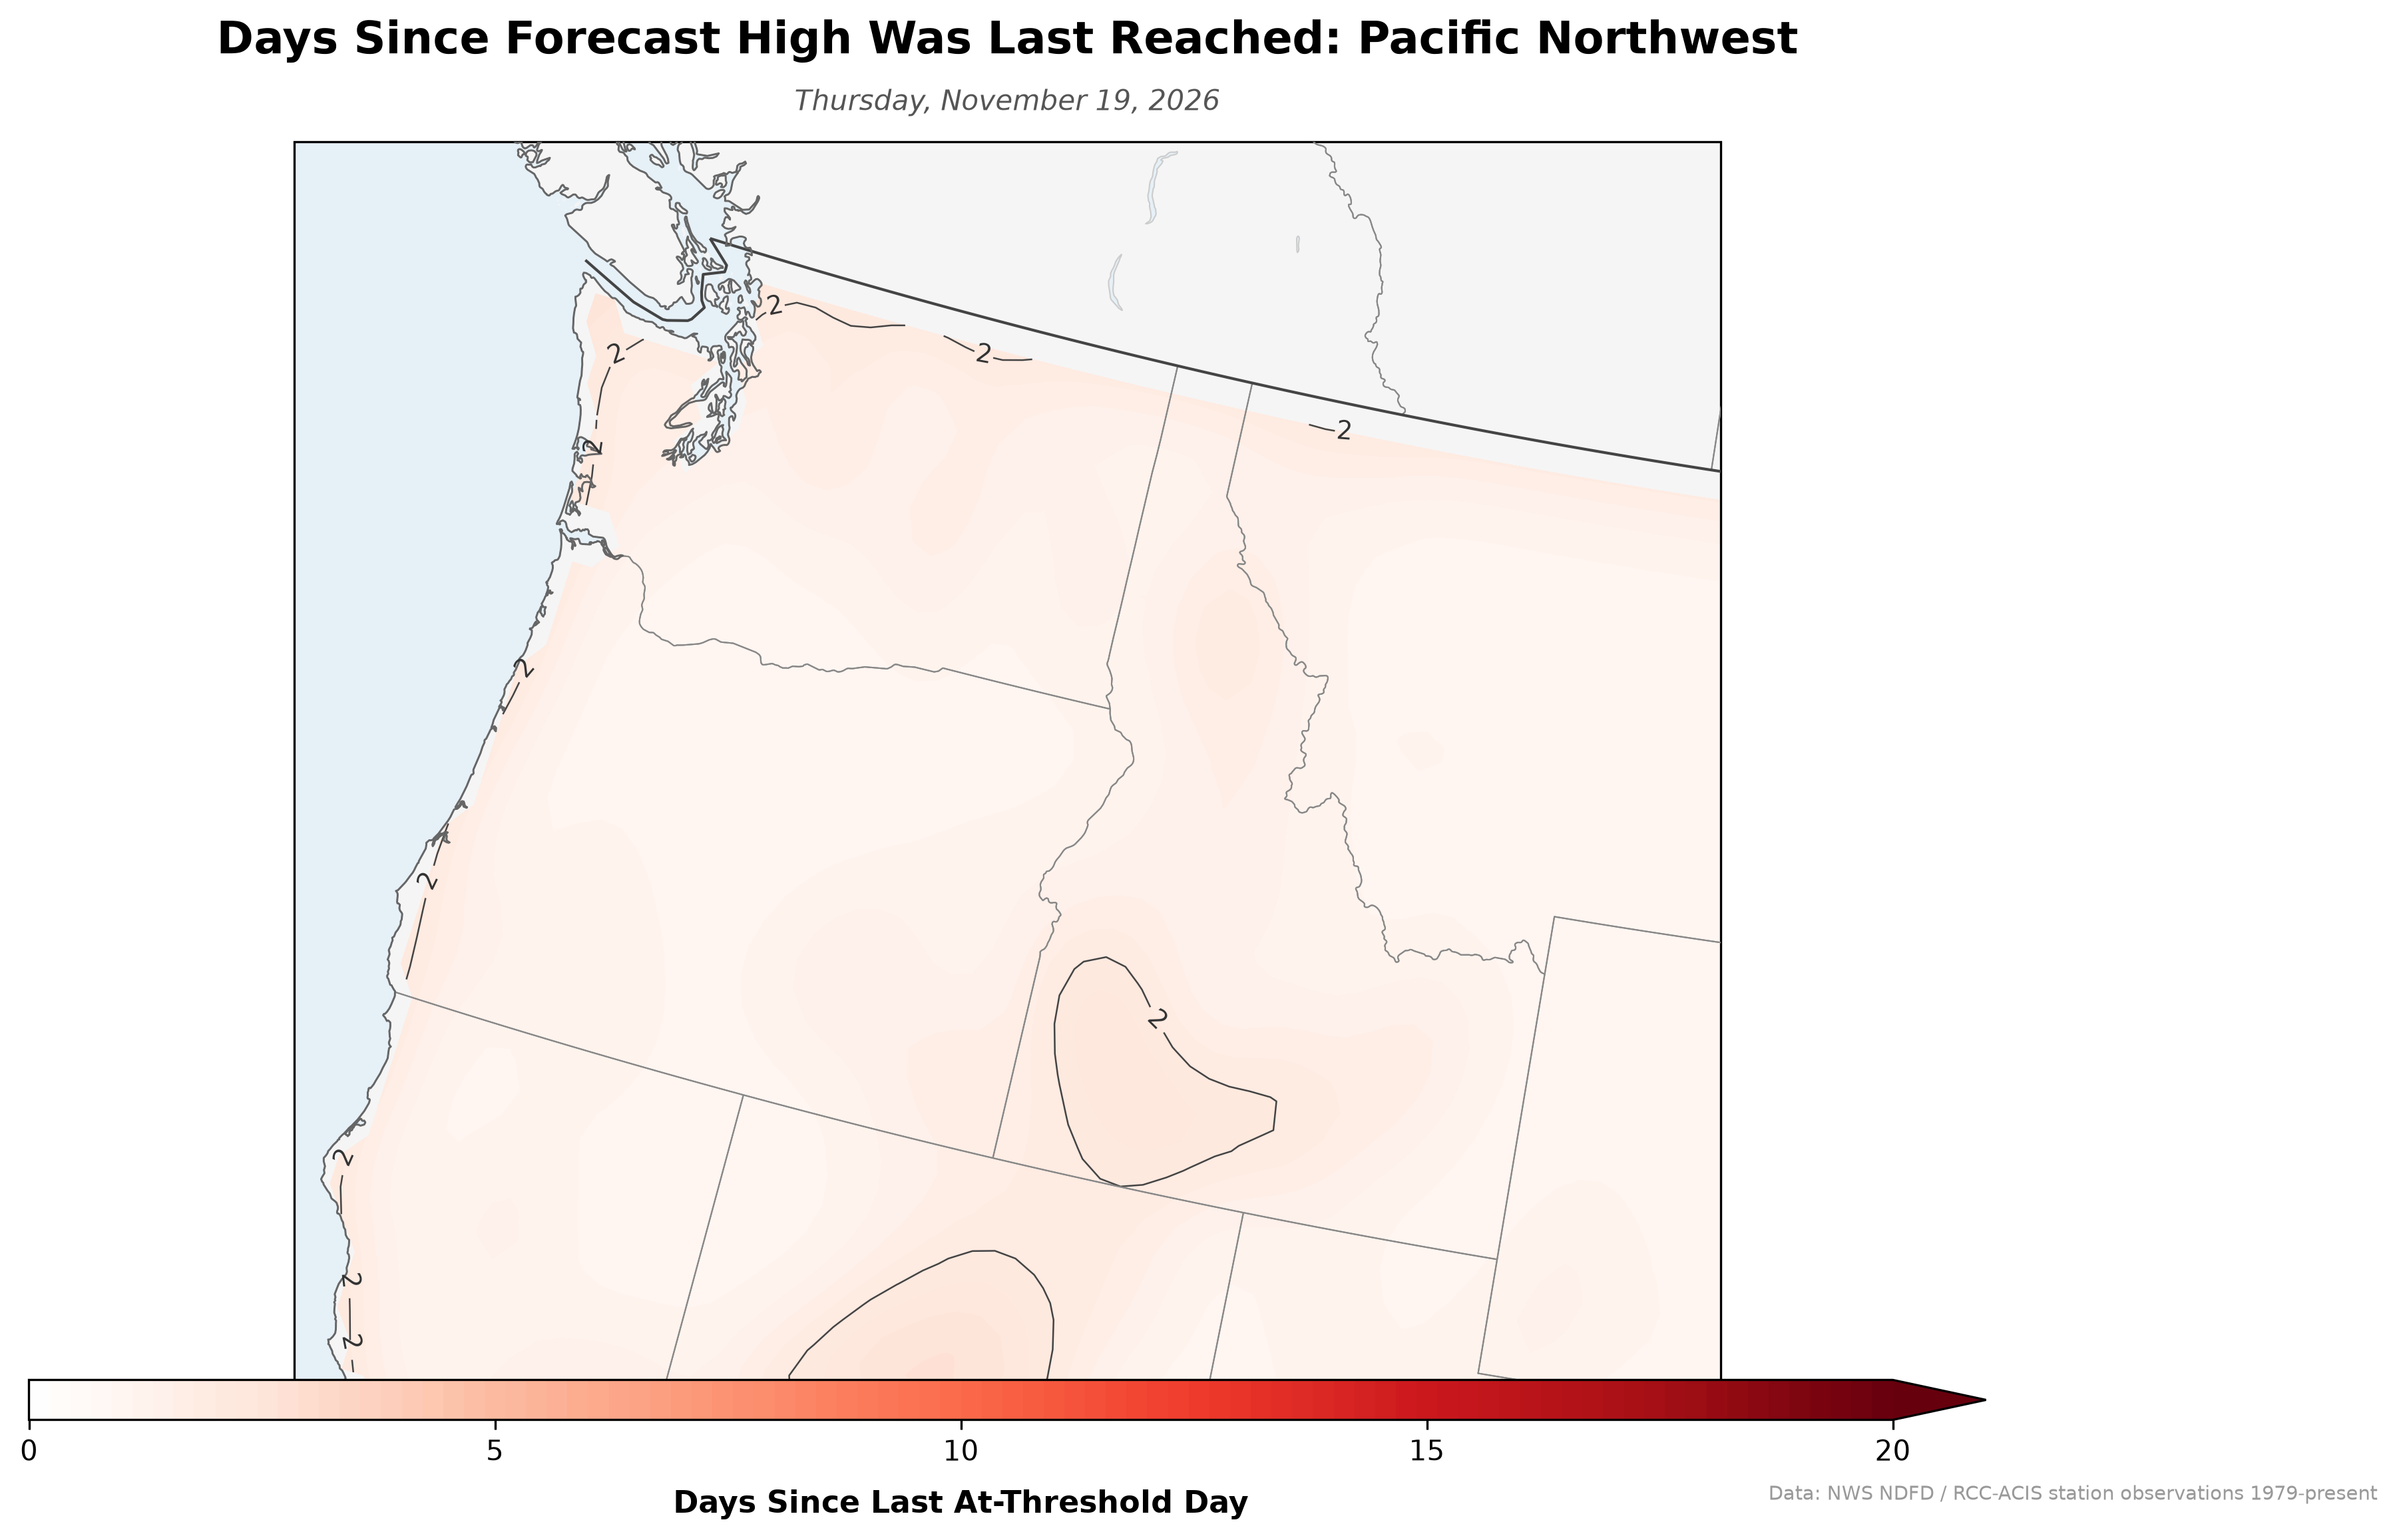 Days Since Forecast High Was Last Reached: Pacific Northwest
Thursday, November 19, 2026
2
2
2
2
2
2
2
2
2
2
2
0 5 10 15 20
Days Since Last At-Threshold Day
Data: NWS NDFD / RCC-ACIS station observations 1979-present